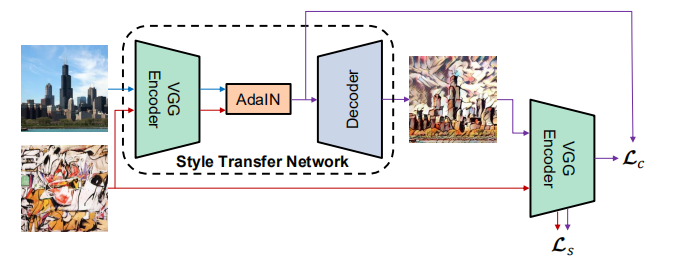 VGG
Encoder
AdaIN
Decoder
Style Transfer Network
VGG
Encoder
ℒc
ℒs